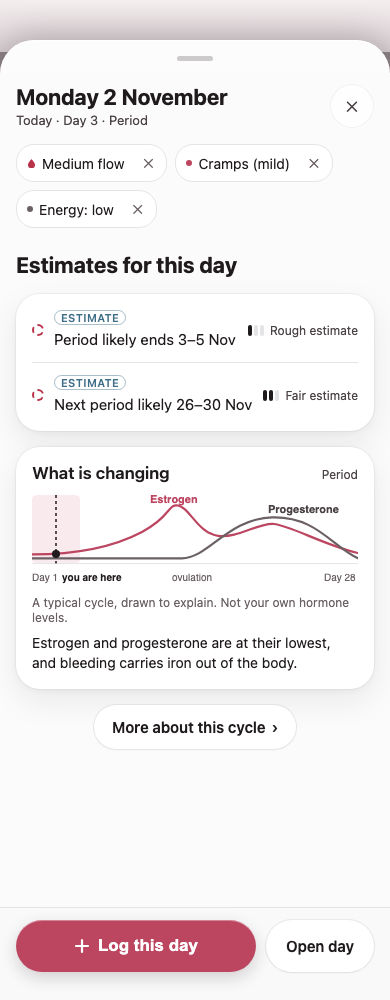 Monday 2 November
Today · Day 3 · Period
Medium flow
Cramps (mild)
Energy: low
Estimates for this day
ESTIMATE
Period likely ends 3–5 Nov
Rough estimate
ESTIMATE
Next period likely 26–30 Nov
Fair estimate
What is changing
Period
Estrogen
Progesterone
Day 1 you are here ovulation Day 28
A typical cycle, drawn to explain. Not your own hormone
levels.
Estrogen and progesterone are at their lowest,
and bleeding carries iron out of the body.
More about this cycle ›
Log this day
Open day